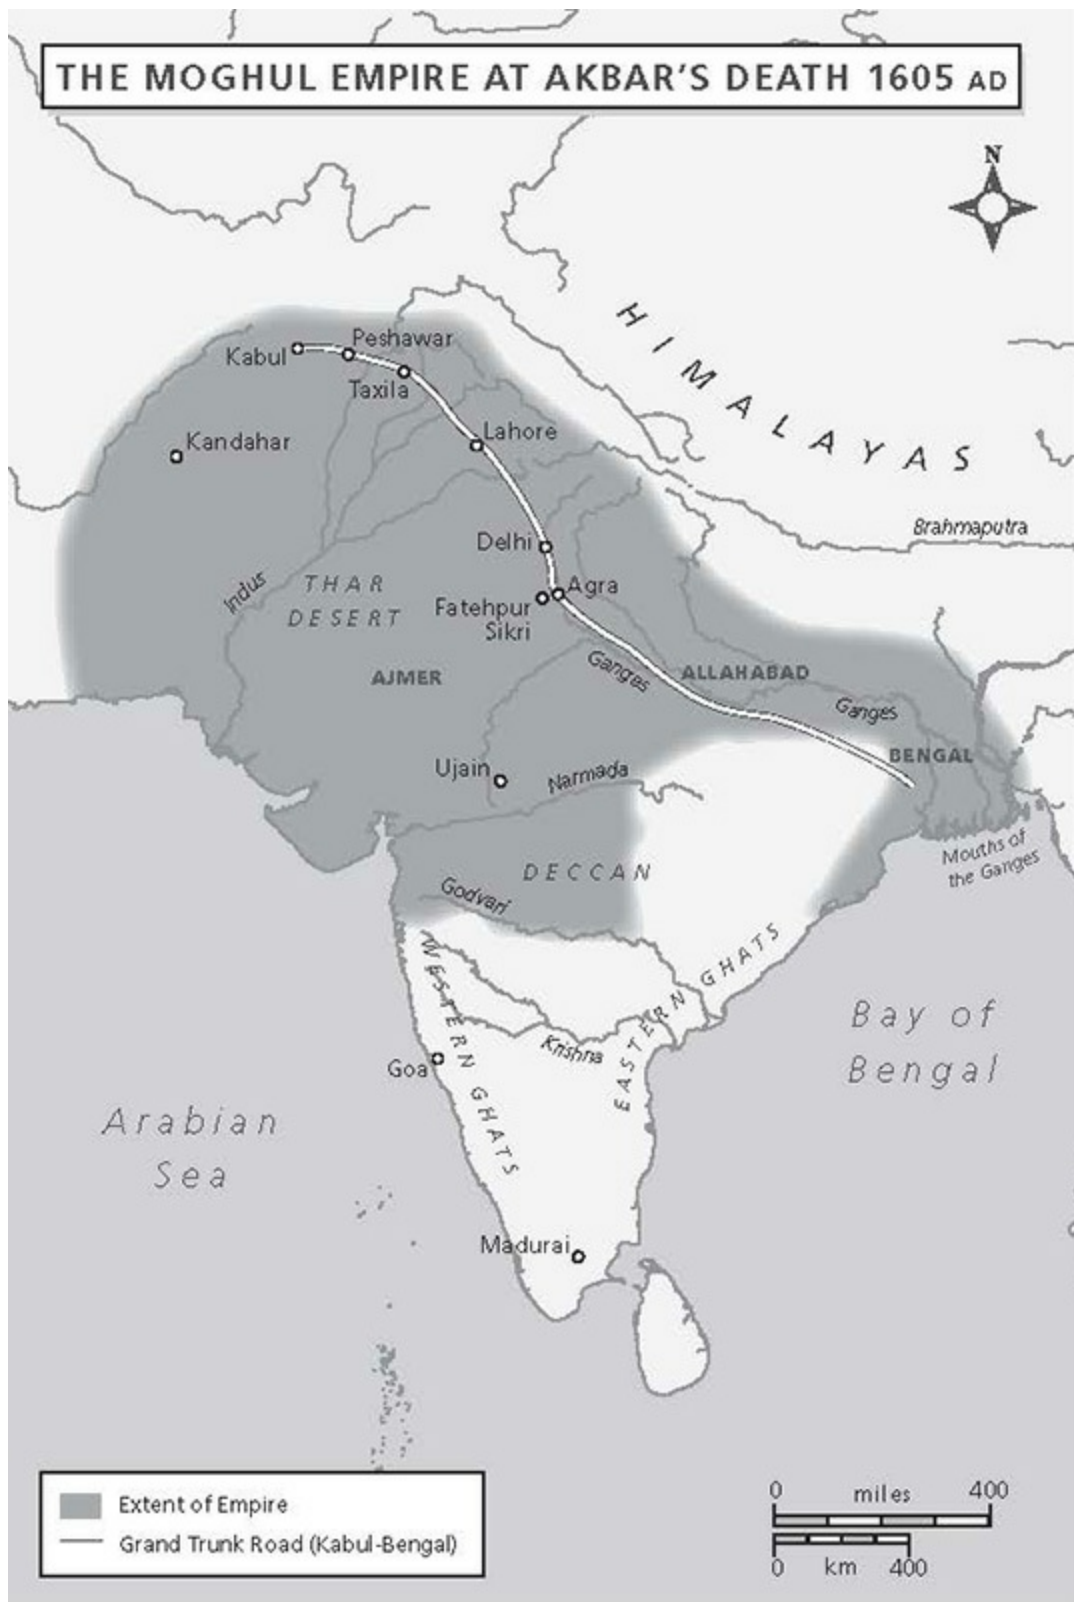 THE MOGHUL EMPIRE AT AKBAR'S DEATH 1605 AD
N
HIMALAYAS
Peshawar
Kabul
Taxila
Lahore
Kandahar
Brahmaputra
Delhi
Indus
THAR
DESERT
Agra
Fatehpur
Sikri
AJMER
Ganges
ALLAHABAD
Ganges
BENGAL
Ujain
Narmada
Mouths of
the Ganges
DECCAN
Godvari
WESTERN GHATS
EASTERN GHATS
Krishna
Goa
Bay of
Bengal
Arabian
Sea
Madurai
Extent of Empire
Grand Trunk Road (Kabul-Bengal)
0 miles 400
0 km 400